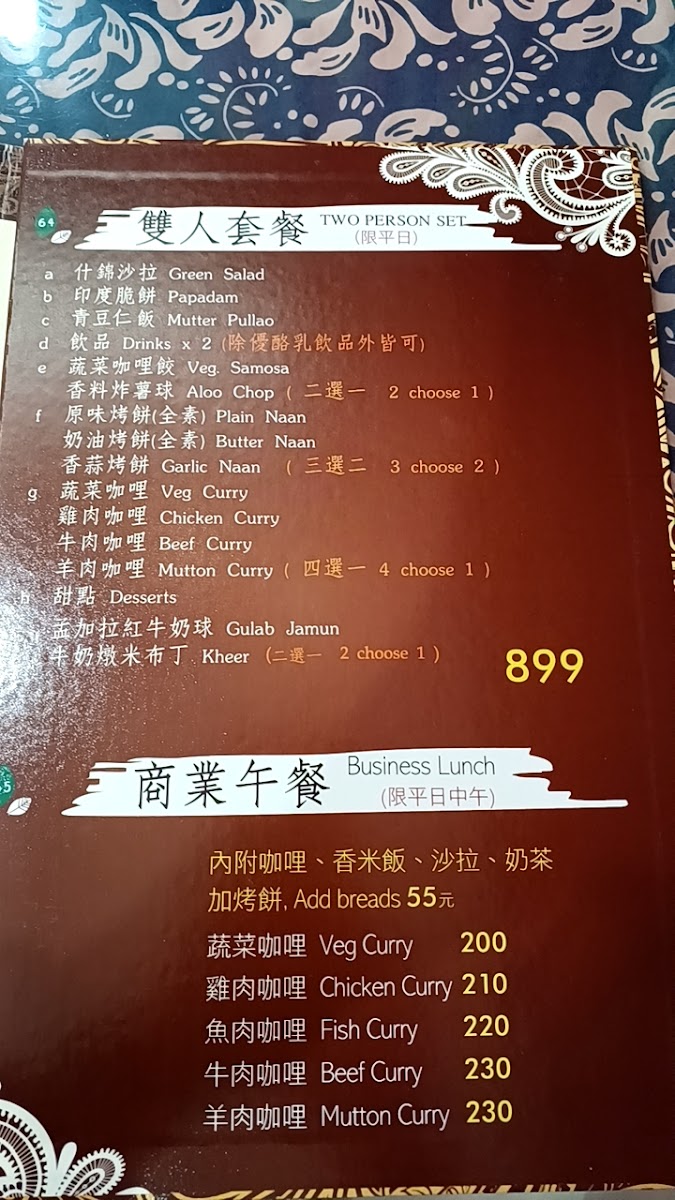 64
雙人套餐 TWO PERSON SET
(限平日)
a 什錦沙拉 Green Salad
b 印度脆餅 Papadam
c 青豆仁飯 Mutter Pullao
d 飲品 Drinks x 2 (除優酪乳飲品外皆可)
e 蔬菜咖哩餃 Veg. Samosa
香料炸薯球 Aloo Chop ( 二選一 2 choose 1 )
f 原味烤餅(全素) Plain Naan
奶油烤餅(全素) Butter Naan
香蒜烤餅 Garlic Naan ( 三選二 3 choose 2 )
g 蔬菜咖哩 Veg Curry
雞肉咖哩 Chicken Curry
牛肉咖哩 Beef Curry
羊肉咖哩 Mutton Curry ( 四選一 4 choose 1 )
h 甜點 Desserts
孟加拉紅牛奶球 Gulab Jamun
牛奶燉米布丁 Kheer (二選一 2 choose 1 )
899
商業午餐 Business Lunch
(限平日中午)
內附咖哩、香米飯、沙拉、奶茶
加烤餅, Add breads 55元
蔬菜咖哩 Veg Curry 200
雞肉咖哩 Chicken Curry 210
魚肉咖哩 Fish Curry 220
牛肉咖哩 Beef Curry 230
羊肉咖哩 Mutton Curry 230